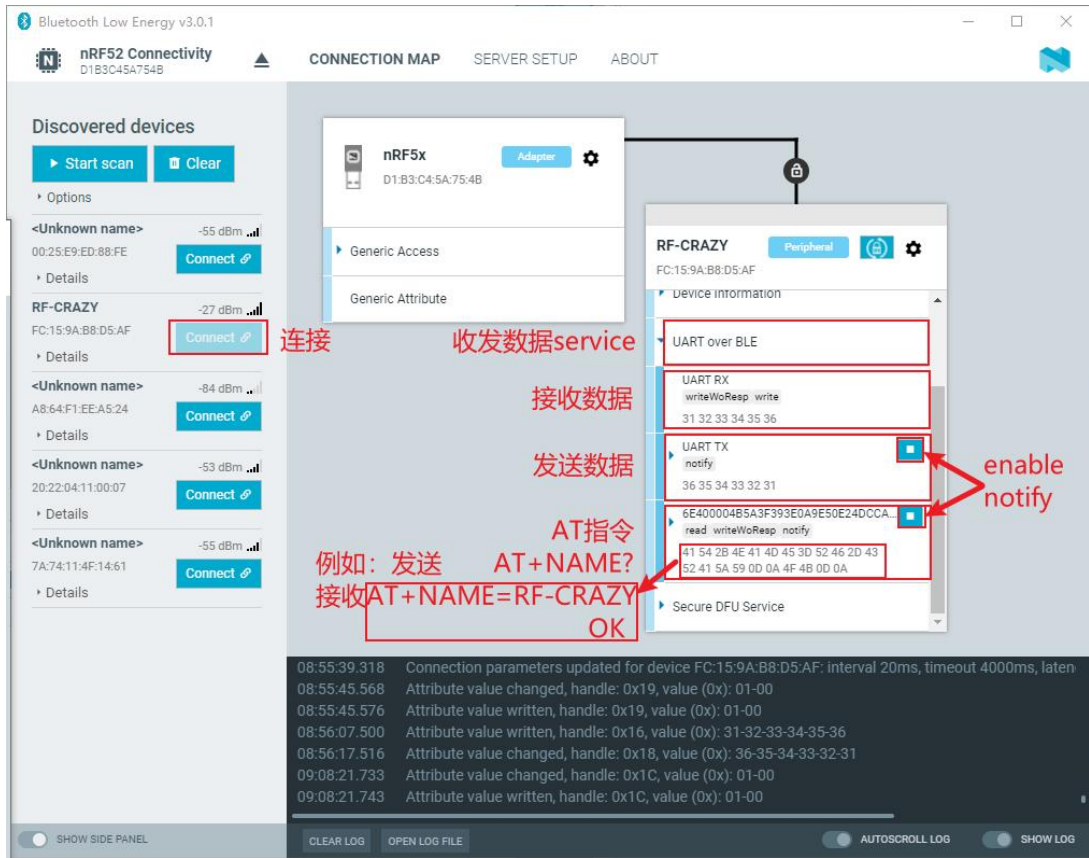 Bluetooth Low Energy v3.0.1
nRF52 Connectivity
D1B3C45A754B
CONNECTION MAP
SERVER SETUP
ABOUT
Discovered devices
Start scan
Clear
Options
<Unknown name>
-55 dBm
00:25:E9:ED:88:FE
Connect
Details
RF-CRAZY
-27 dBm
FC:15:9A:B8:D5:AF
Connect
Details
连接
<Unknown name>
-84 dBm
A8:64:F1:EE:A5:24
Connect
Details
<Unknown name>
-53 dBm
20:22:04:11:00:07
Connect
Details
<Unknown name>
-55 dBm
7A:74:11:4F:14:61
Connect
Details
nRF5x
Adapter
D1:B3:C4:5A:75:4B
Generic Access
Generic Attribute
RF-CRAZY
Peripheral
FC:15:9A:B8:D5:AF
Device Information
收发数据service
UART over BLE
接收数据
UART RX
writeWoResp write
31 32 33 34 35 36
发送数据
UART TX
notify
36 35 34 33 32 31
enable
notify
6E400004B5A3F393E0A9E50E24DCCA...
read writeWoResp notify
41 54 2B 4E 41 4D 45 3D 52 46 2D 43
52 41 5A 59 0D 0A 4F 4B 0D 0A
AT指令
例如：发送 AT+NAME?
接收AT+NAME=RF-CRAZY
OK
Secure DFU Service
08:55:39.318 Connection parameters updated for device FC:15:9A:B8:D5:AF: interval 20ms, timeout 4000ms, laten
08:55:45.568 Attribute value changed, handle: 0x19, value (0x): 01-00
08:55:45.576 Attribute value written, handle: 0x19, value (0x): 01-00
08:56:07.500 Attribute value written, handle: 0x16, value (0x): 31-32-33-34-35-36
08:56:17.516 Attribute value changed, handle: 0x18, value (0x): 36-35-34-33-32-31
09:08:21.733 Attribute value changed, handle: 0x1C, value (0x): 01-00
09:08:21.743 Attribute value written, handle: 0x1C, value (0x): 01-00
SHOW SIDE PANEL
CLEAR LOG
OPEN LOG FILE
AUTOSCROLL LOG
SHOW LOG